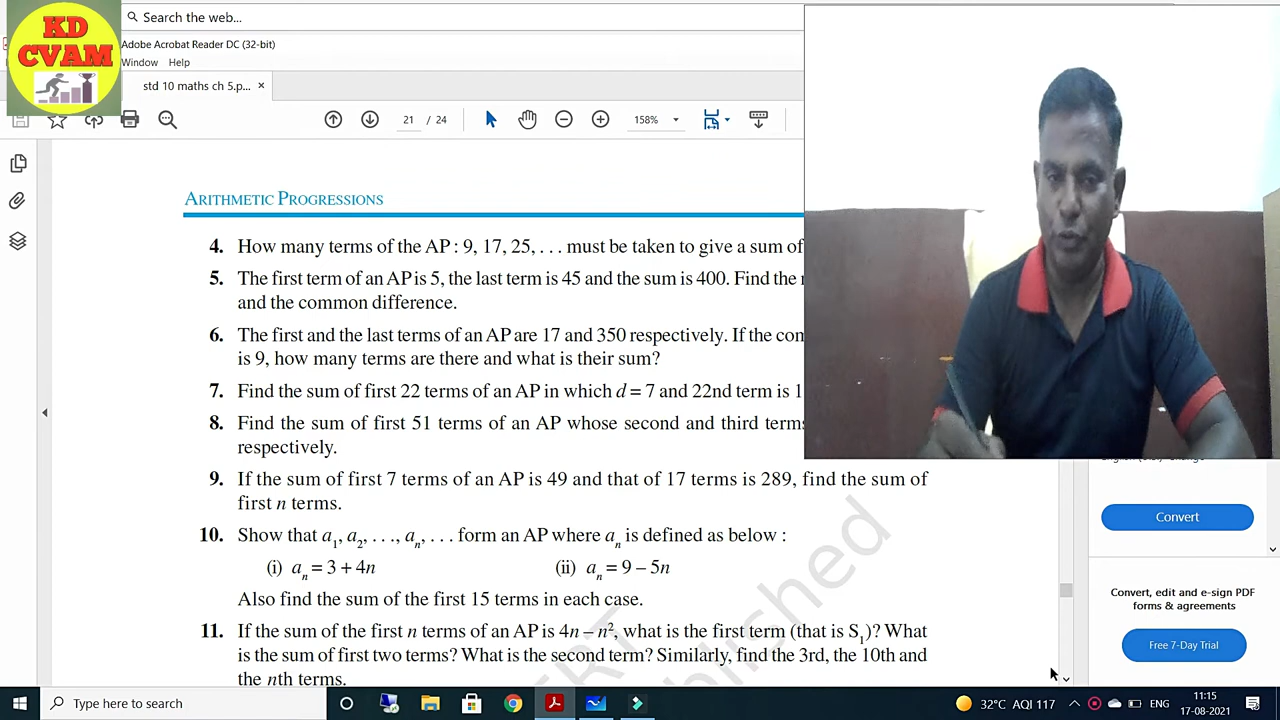 KD
CVAM
Search the web...
Adobe Acrobat Reader DC (32-bit)
Window Help
std 10 maths ch 5.p... ×
21 / 24 158%
ARITHMETIC PROGRESSIONS
4. How many terms of the AP : 9, 17, 25, . . . must be taken to give a sum of
5. The first term of an AP is 5, the last term is 45 and the sum is 400. Find the
and the common difference.
6. The first and the last terms of an AP are 17 and 350 respectively. If the
is 9, how many terms are there and what is their sum?
7. Find the sum of first 22 terms of an AP in which d = 7 and 22nd term is 1
8. Find the sum of first 51 terms of an AP whose second and third terms
respectively.
9. If the sum of first 7 terms of an AP is 49 and that of 17 terms is 289, find the sum of
first n terms.
10. Show that a₁, a₂, . . ., aₙ, . . . form an AP where aₙ is defined as below :
(i) aₙ = 3 + 4n (ii) aₙ = 9 – 5n
Also find the sum of the first 15 terms in each case.
11. If the sum of the first n terms of an AP is 4n – n², what is the first term (that is S₁)? What
is the sum of first two terms? What is the second term? Similarly, find the 3rd, the 10th and
the nth terms.
Convert
Convert, edit and e-sign PDF
forms & agreements
Free 7-Day Trial
Type here to search
32°C AQI 117
ENG
11:15
17-08-2021